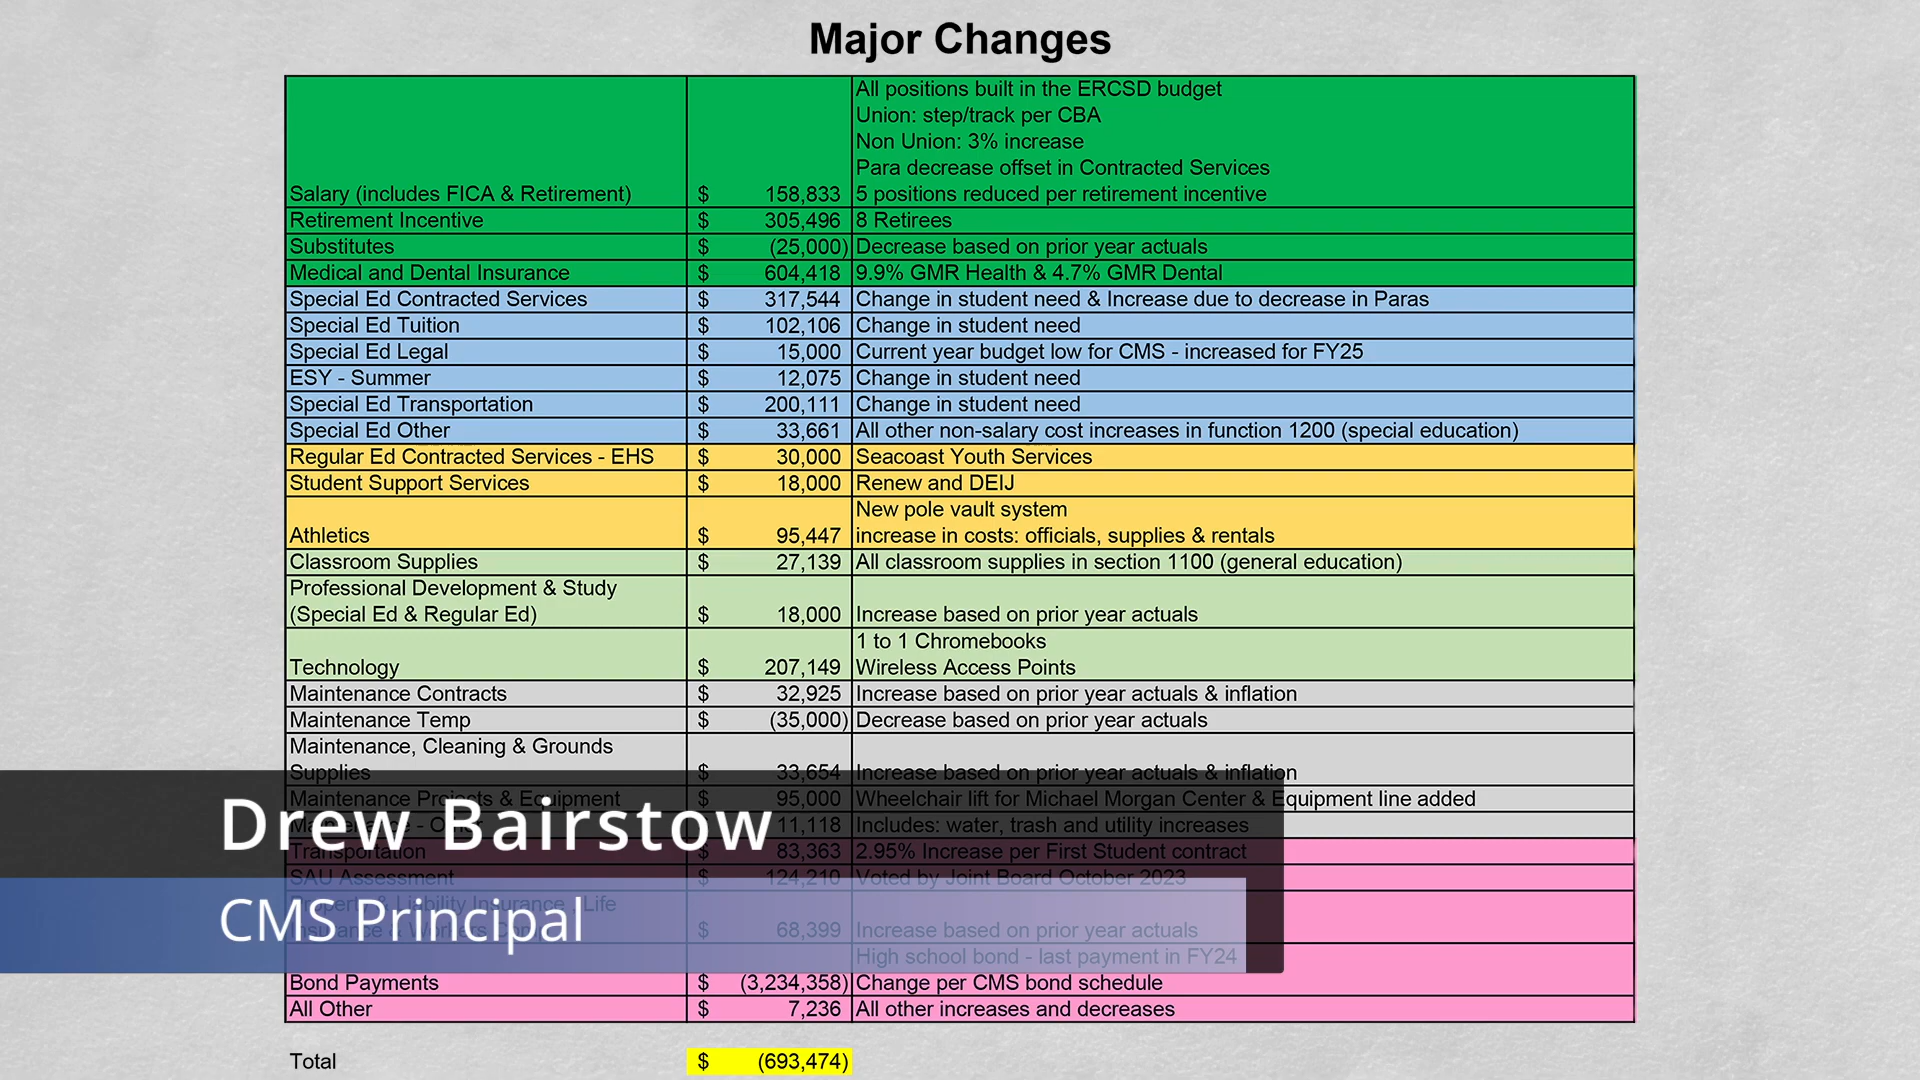 Major Changes
All positions built in the ERCSD budget
Union: step/track per CBA
Non Union: 3% increase
Para decrease offset in Contracted Services
Salary (includes FICA & Retirement) $ 158,833 5 positions reduced per retirement incentive
Retirement Incentive $ 305,496 8 Retirees
Substitutes $ (25,000) Decrease based on prior year actuals
Medical and Dental Insurance $ 604,418 9.9% GMR Health & 4.7% GMR Dental
Special Ed Contracted Services $ 317,544 Change in student need & Increase due to decrease in Paras
Special Ed Tuition $ 102,106 Change in student need
Special Ed Legal $ 15,000 Current year budget low for CMS - increased for FY25
ESY - Summer $ 12,075 Change in student need
Special Ed Transportation $ 200,111 Change in student need
Special Ed Other $ 33,661 All other non-salary cost increases in function 1200 (special education)
Regular Ed Contracted Services - EHS $ 30,000 Seacoast Youth Services
Student Support Services $ 18,000 Renew and DEIJ
New pole vault system
Athletics $ 95,447 increase in costs: officials, supplies & rentals
Classroom Supplies $ 27,139 All classroom supplies in section 1100 (general education)
Professional Development & Study
(Special Ed & Regular Ed) $ 18,000 Increase based on prior year actuals
1 to 1 Chromebooks
Technology $ 207,149 Wireless Access Points
Maintenance Contracts $ 32,925 Increase based on prior year actuals & inflation
Maintenance Temp $ (35,000) Decrease based on prior year actuals
Maintenance, Cleaning & Grounds
Supplies $ 33,654 Increase based on prior year actuals & inflation
Maintenance Projects & Equipment $ 95,000 Wheelchair lift for Michael Morgan Center & Equipment line added
$ 11,118 Includes: water, trash and utility increases
Drew Bairstow
Transportation $ 83,363 2.95% Increase per First Student contract
SAU Assessment $ 124,210 Voted by Joint Board October 2023
Property & Liability Insurance, Life
$ 68,399 Increase based on prior year actuals
CMS Principal
High school bond - last payment in FY24
Bond Payments $ (3,234,358) Change per CMS bond schedule
All Other $ 7,236 All other increases and decreases
Total $ (693,474)